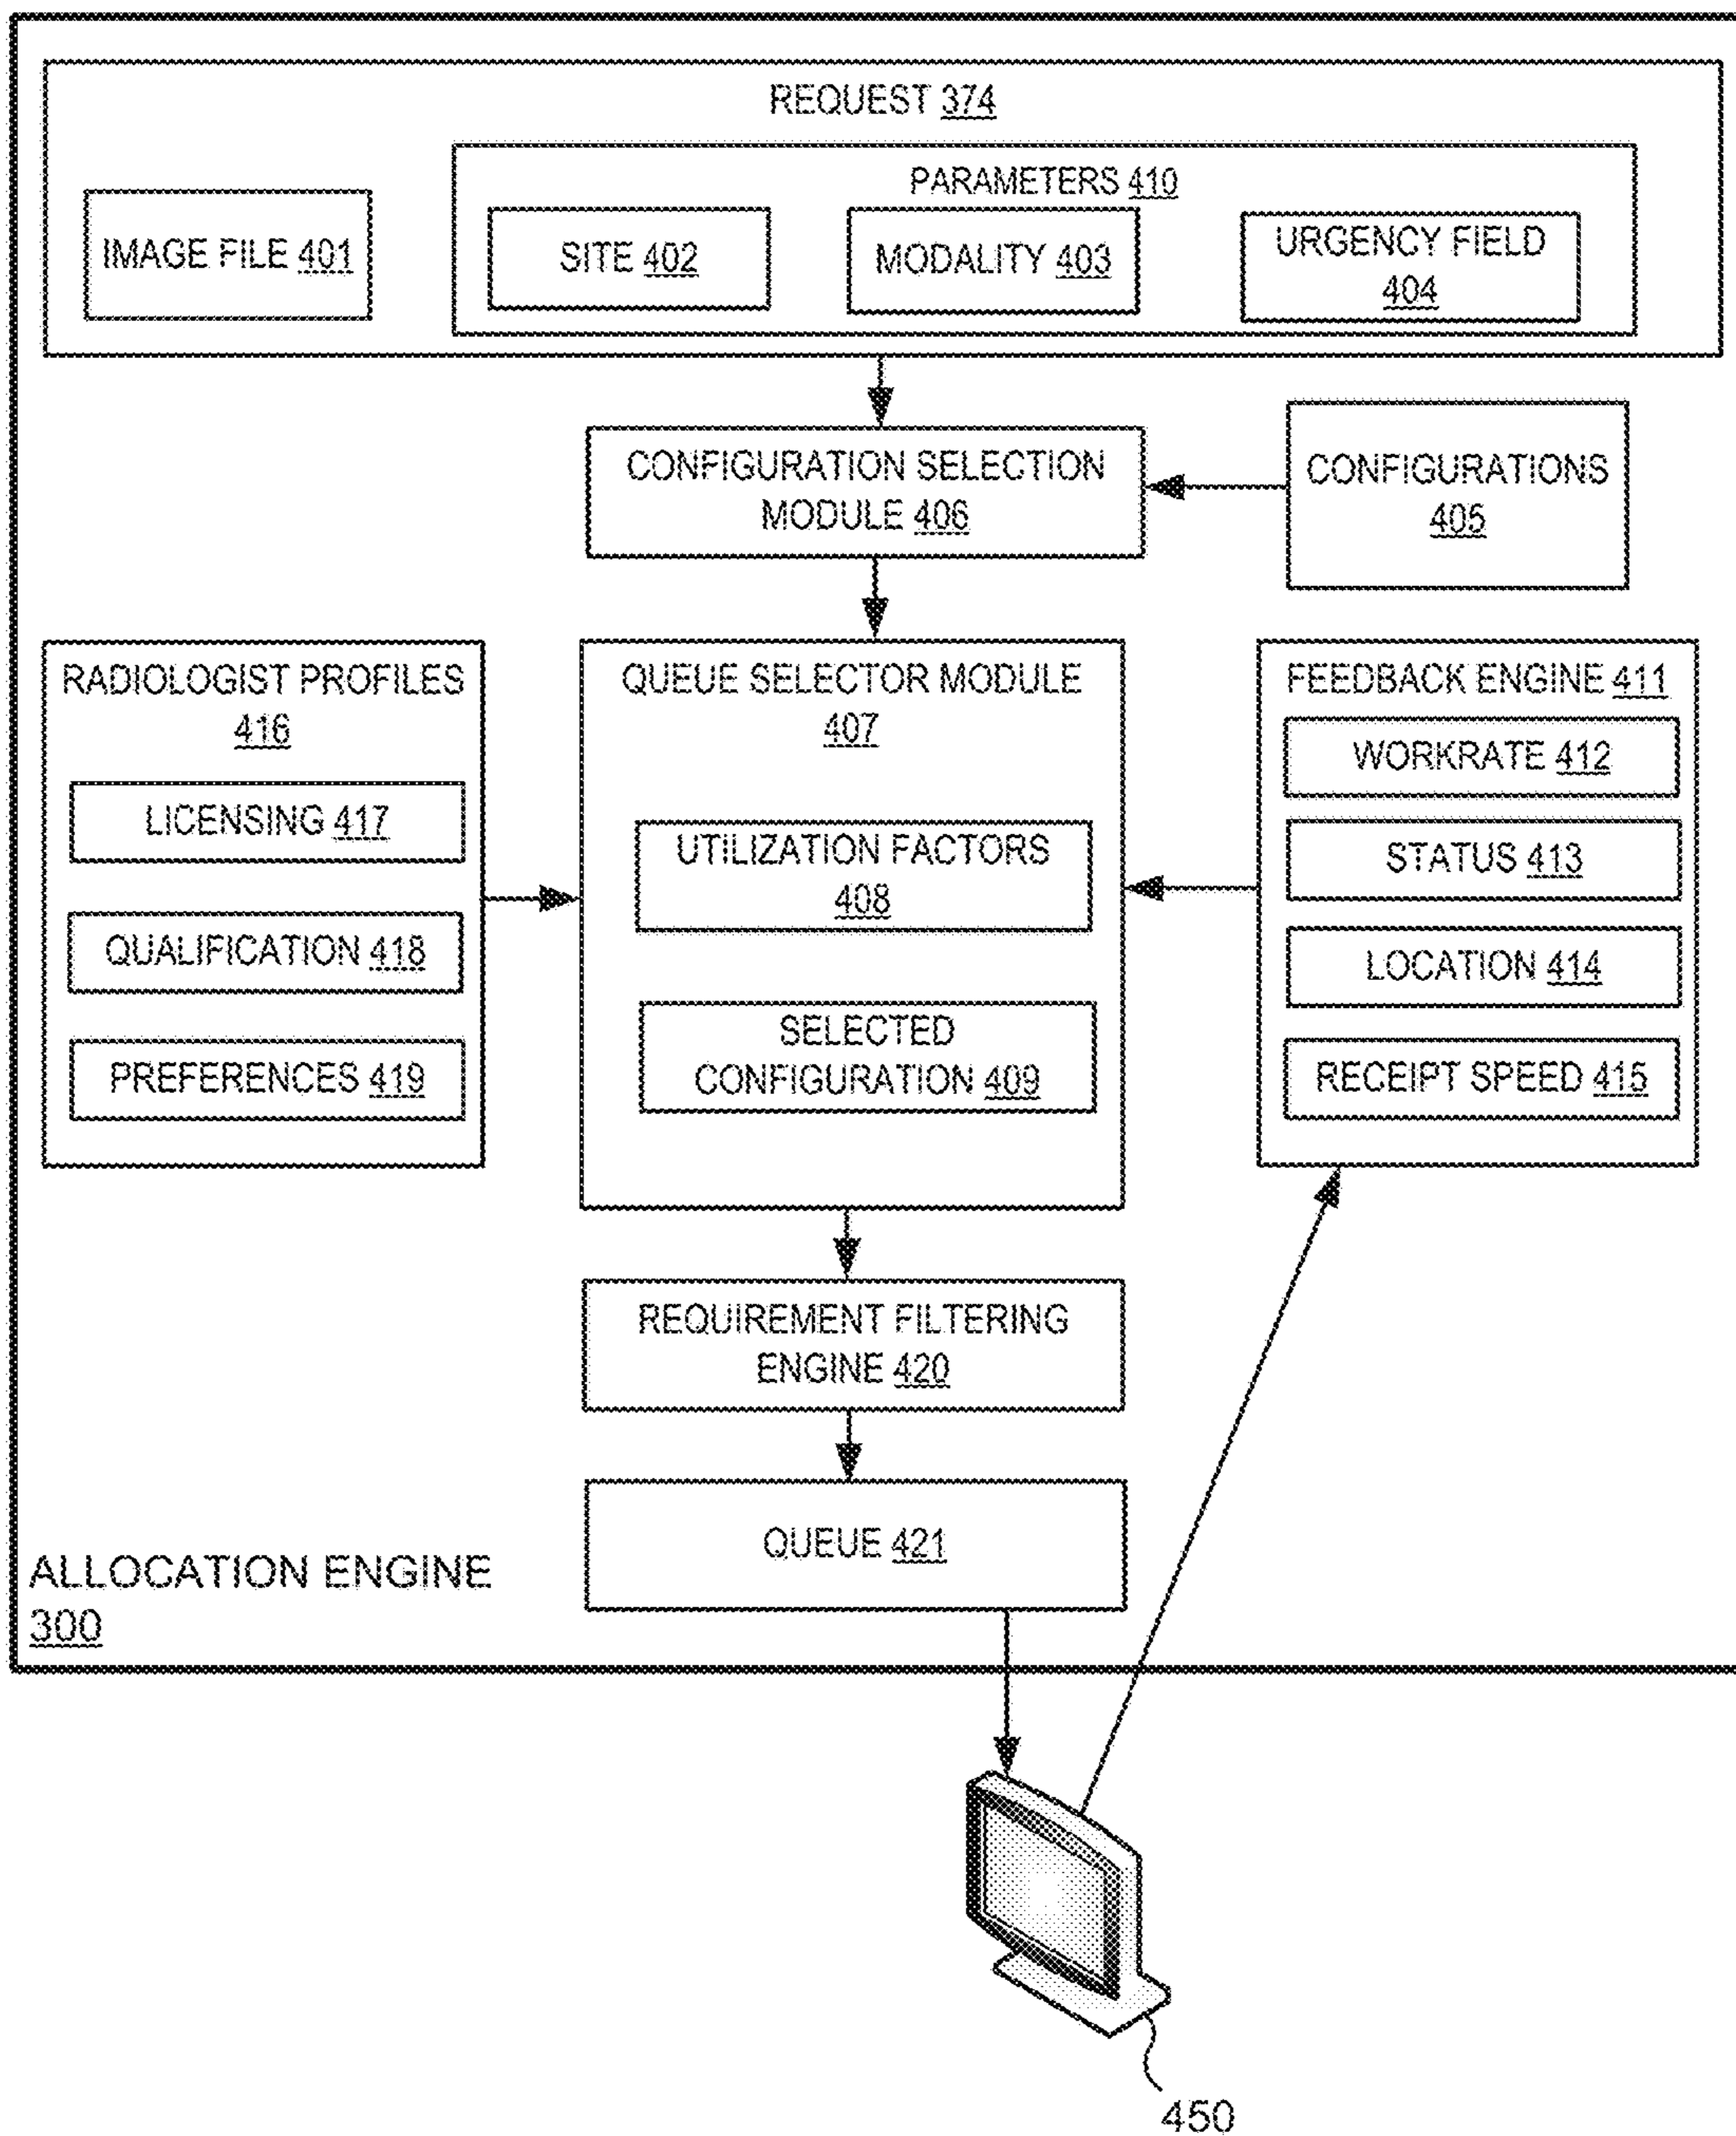 REQUEST 374
PARAMETERS 410
IMAGE FILE 401
SITE 402
MODALITY 403
URGENCY FIELD
404
CONFIGURATION SELECTION
MODULE 406
CONFIGURATIONS
405
RADIOLOGIST PROFILES
416
LICENSING 417
QUALIFICATION 418
PREFERENCES 419
QUEUE SELECTOR MODULE
407
UTILIZATION FACTORS
408
SELECTED
CONFIGURATION 409
FEEDBACK ENGINE 411
WORKRATE 412
STATUS 413
LOCATION 414
RECEIPT SPEED 415
REQUIREMENT FILTERING
ENGINE 420
QUEUE 421
ALLOCATION ENGINE
300
450